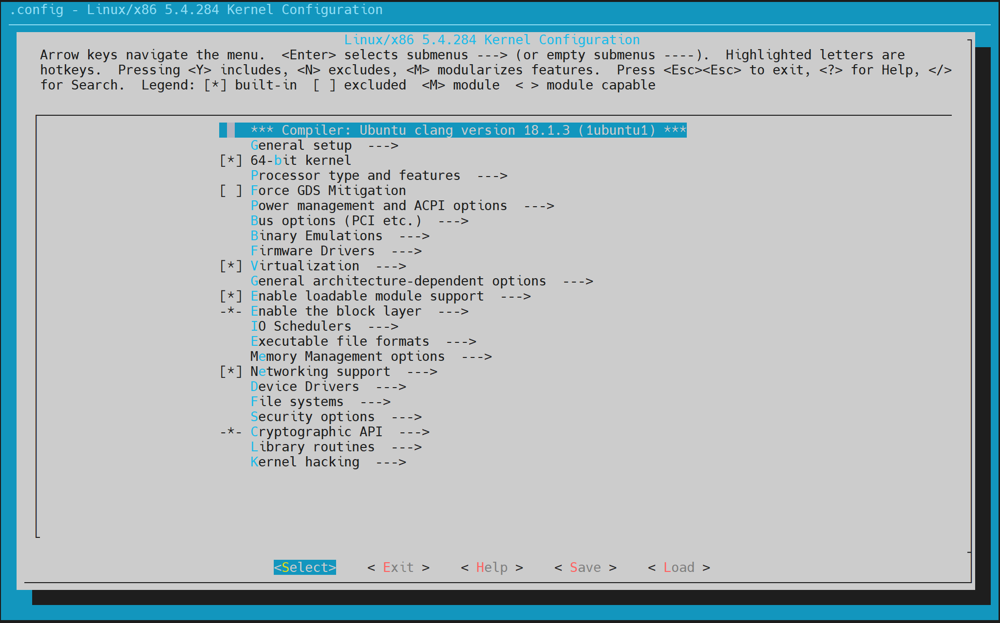 .config - Linux/x86 5.4.284 Kernel Configuration
Linux/x86 5.4.284 Kernel Configuration
Arrow keys navigate the menu.  <Enter> selects submenus ---> (or empty submenus ----).  Highlighted letters are
hotkeys.  Pressing <Y> includes, <N> excludes, <M> modularizes features.  Press <Esc><Esc> to exit, <?> for Help, </>
for Search.  Legend: [*] built-in  [ ] excluded  <M> module  < > module capable
*** Compiler: Ubuntu clang version 18.1.3 (1ubuntu1) ***
General setup  --->
[*] 64-bit kernel
Processor type and features  --->
[ ] Force GDS Mitigation
Power management and ACPI options  --->
Bus options (PCI etc.)  --->
Binary Emulations  --->
Firmware Drivers  --->
[*] Virtualization  --->
General architecture-dependent options  --->
[*] Enable loadable module support  --->
-*- Enable the block layer  --->
IO Schedulers  --->
Executable file formats  --->
Memory Management options  --->
[*] Networking support  --->
Device Drivers  --->
File systems  --->
Security options  --->
-*- Cryptographic API  --->
Library routines  --->
Kernel hacking  --->
<Select>    < Exit >    < Help >    < Save >    < Load >